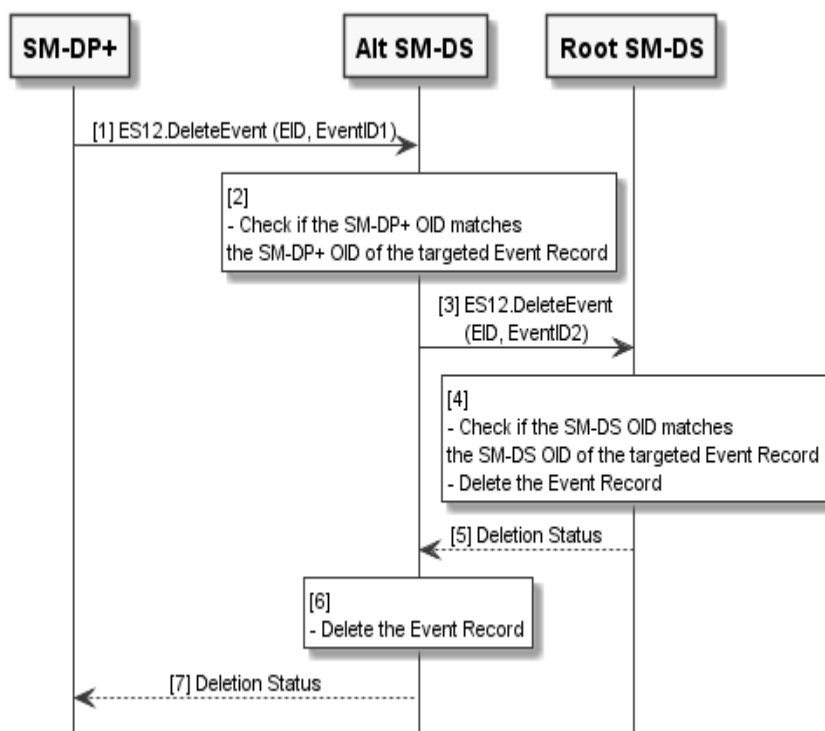 SM-DP+
Alt SM-DS
Root SM-DS
[1] ES12.DeleteEvent (EID, EventID1)
[2]
- Check if the SM-DP+ OID matches
the SM-DP+ OID of the targeted Event Record
[3] ES12.DeleteEvent
(EID, EventID2)
[4]
- Check if the SM-DS OID matches
the SM-DS OID of the targeted Event Record
- Delete the Event Record
[5] Deletion Status
[6]
- Delete the Event Record
[7] Deletion Status